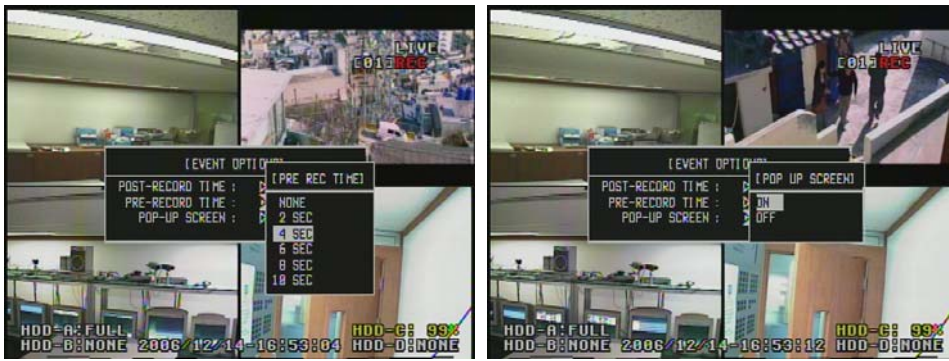 LIVE
[01]REC
[EVENT OPTIONS]
[PRE REC TIME]
POST-RECORD TIME :
PRE-RECORD TIME :
POP-UP SCREEN :
NONE
2 SEC
4 SEC
6 SEC
8 SEC
10 SEC
HDD-A:FULL
HDD-C: 99%
HDD-B:NONE 2006/12/14-16:53:04 HDD-D:NONE
LIVE
[01]REC
[EVENT OPTI
[POP UP SCREEN]
POST-RECORD TIME :
PRE-RECORD TIME :
POP-UP SCREEN :
ON
OFF
HDD-A:FULL
HDD-C: 99%
HDD-B:NONE 2006/12/14-16:53:12 HDD-D:NONE